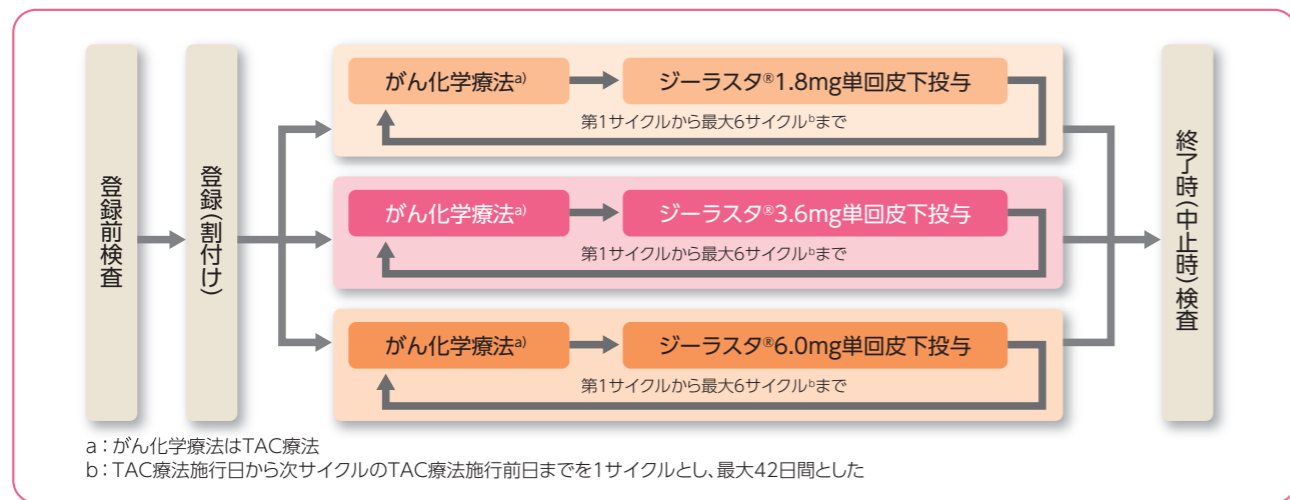 登録前検査
登録(割付け)
がん化学療法a)
ジーラスタ®1.8mg単回皮下投与
第1サイクルから最大6サイクルbまで
がん化学療法a)
ジーラスタ®3.6mg単回皮下投与
第1サイクルから最大6サイクルbまで
がん化学療法a)
ジーラスタ®6.0mg単回皮下投与
第1サイクルから最大6サイクルbまで
終了時(中止時)検査
a:がん化学療法はTAC療法
b:TAC療法施行日から次サイクルのTAC療法施行前日までを1サイクルとし、最大42日間とした